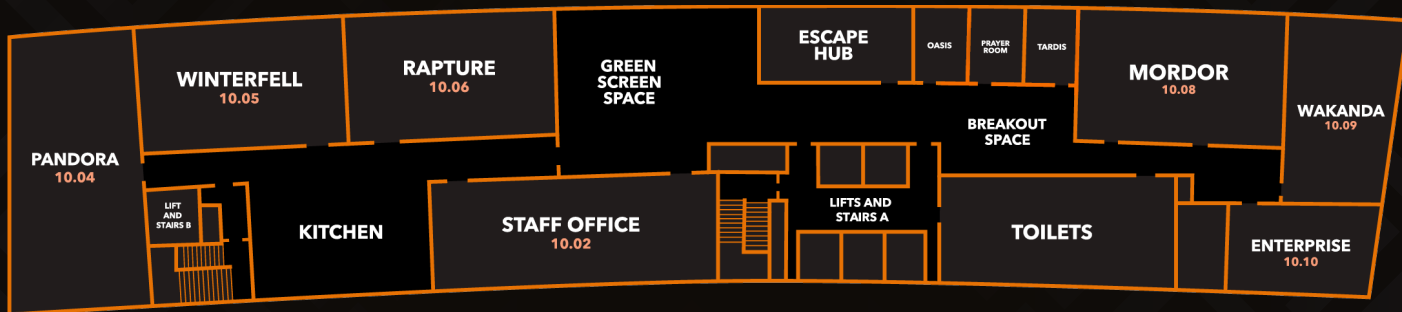 PANDORA
10.04
WINTERFELL
10.05
RAPTURE
10.06
GREEN
SCREEN
SPACE
ESCAPE
HUB
OASIS
PRAYER
ROOM
TARDIS
MORDOR
10.08
WAKANDA
10.09
BREAKOUT
SPACE
LIFT
AND
STAIRS B
KITCHEN
STAFF OFFICE
10.02
LIFTS AND
STAIRS A
TOILETS
ENTERPRISE
10.10